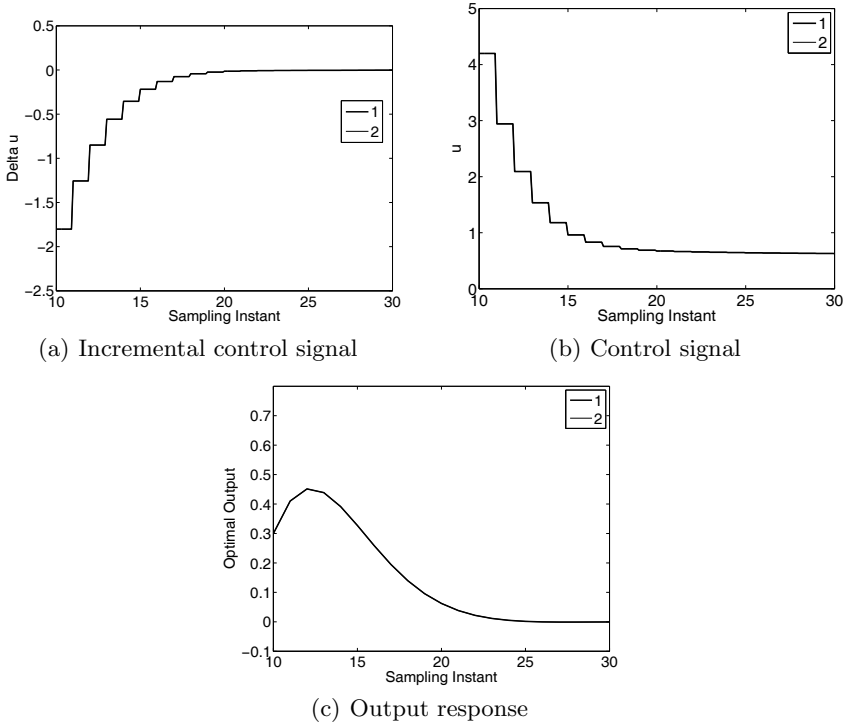 0.5
0
−0.5
−1
−1.5
−2
−2.5
Delta u
10 15 20 25 30
Sampling Instant
1
2
(a) Incremental control signal
5
4
3
2
1
0
u
10 15 20 25 30
Sampling Instant
1
2
(b) Control signal
0.7
0.6
0.5
0.4
0.3
0.2
0.1
0
−0.1
Optimal Output
10 15 20 25 30
Sampling Instant
1
2
(c) Output response